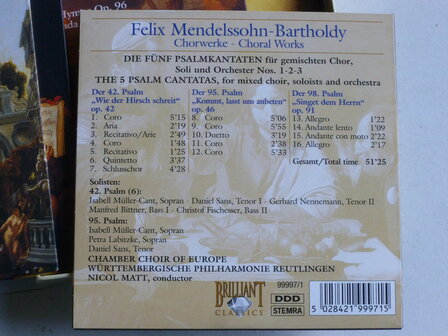 Hymne Op. 96
Felix Mendelssohn-Bartholdy
Chorwerke - Choral Works
DIE FÜNF PSALMKANTATEN für gemischten Chor,
Soli und Orchester Nos. 1-2-3
THE 5 PSALM CANTATAS, for mixed choir, soloists and orchestra
Der 42. Psalm
„Wie der Hirsch schreit"
op. 42
1. Coro 5'15
2. Aria 2'19
3. Recitativo/Arie 2'49
4. Coro 1'48
5. Recitativo 1'25
6. Quintetto 3'37
7. Schlusschor 4'28
Der 95. Psalm
„Kommt, lasst uns anbeten"
op. 46
8. Coro 5'06
9. Coro 5'55
10. Duetto 3'19
11. Coro 2'38
12. Coro 5'33
Der 98. Psalm
„Singet dem Herrn"
op. 91
13. Allegro 1'22
14. Andante lento 1'09
15. Andante con moto 2'22
16. Allegro 2'17
Gesamt/Total time 51'25
Solisten:
42. Psalm (6):
Isabell Müller-Cant, Sopran - Daniel Sans, Tenor I - Gerhard Nennemann, Tenor II
Manfred Bittner, Bass I - Christof Fischesser, Bass II
95. Psalm:
Isabell Müller-Cant, Sopran
Petra Labitzke, Sopran
Daniel Sans, Tenor
CHAMBER CHOIR OF EUROPE
WÜRTTEMBERGISCHE PHILHARMONIE REUTLINGEN
NICOL MATT, conductor
BRILLIANT
CLASSICS
99997/1
DDD
STEMRA
5 028421 999715